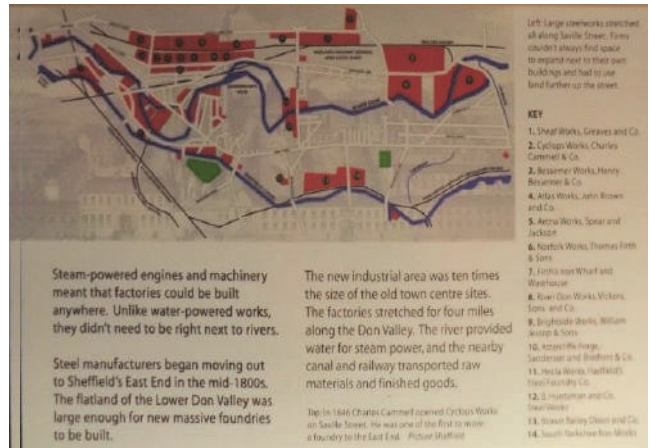 Left: Large steelworks stretched
all along Saville Street. Firms
couldn't always find space
to expand next to their own
buildings and had to use
land further up the street.
KEY
1. Sheaf Works, Greaves and Co.
2. Cyclops Works, Charles
Cammell & Co.
3. Bessemer Works, Henry
Bessemer & Co.
4. Atlas Works, John Brown
and Co.
5. Aetna Works, Spear and
Jackson
6. Norfolk Works, Thomas Firth
& Sons
7. Firth's Iron Wharf and
Warehouse
8. River Don Works, Vickers,
Sons and Co.
9. Brightside Works, William
Jessop & Sons
10. Attercliffe Forge,
Sanderson and Brothers & Co.
11. Hecla Works, Hadfield's
Steel Foundry Co.
12. B. Huntsman and Co.
Steel Works
13. Brown Bayley Dixon and Co.
14. South Yorkshire Iron Works
Steam-powered engines and machinery
meant that factories could be built
anywhere. Unlike water-powered works,
they didn't need to be right next to rivers.
Steel manufacturers began moving out
to Sheffield's East End in the mid-1800s.
The flatland of the Lower Don Valley was
large enough for new massive foundries
to be built.
The new industrial area was ten times
the size of the old town centre sites.
The factories stretched for four miles
along the Don Valley. The river provided
water for steam power, and the nearby
canal and railway transported raw
materials and finished goods.
Top: In 1846 Charles Cammell opened Cyclops Works
on Saville Street. He was one of the first to move
a foundry to the East End. Picture Sheffield